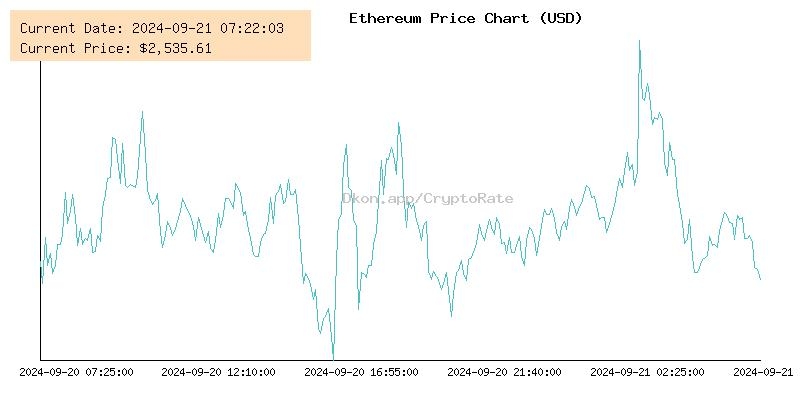 Ethereum Price Chart (USD)
Current Date: 2024-09-21 07:22:03
Current Price: $2,535.61
Dkon.app/CryptoRate
2024-09-20 07:25:00 2024-09-20 12:10:00 2024-09-20 16:55:00 2024-09-20 21:40:00 2024-09-21 02:25:00 2024-09-21